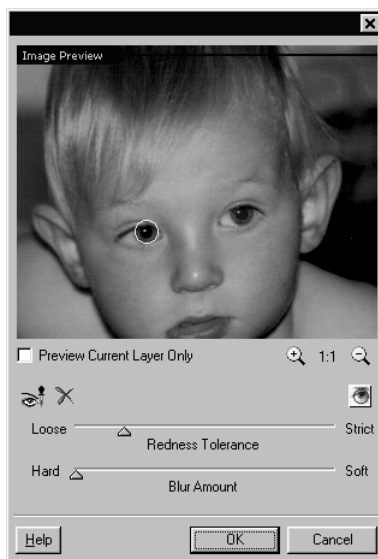 Image Preview
Preview Current Layer Only 1:1
Loose Strict
Redness Tolerance
Hard Soft
Blur Amount
Help OK Cancel